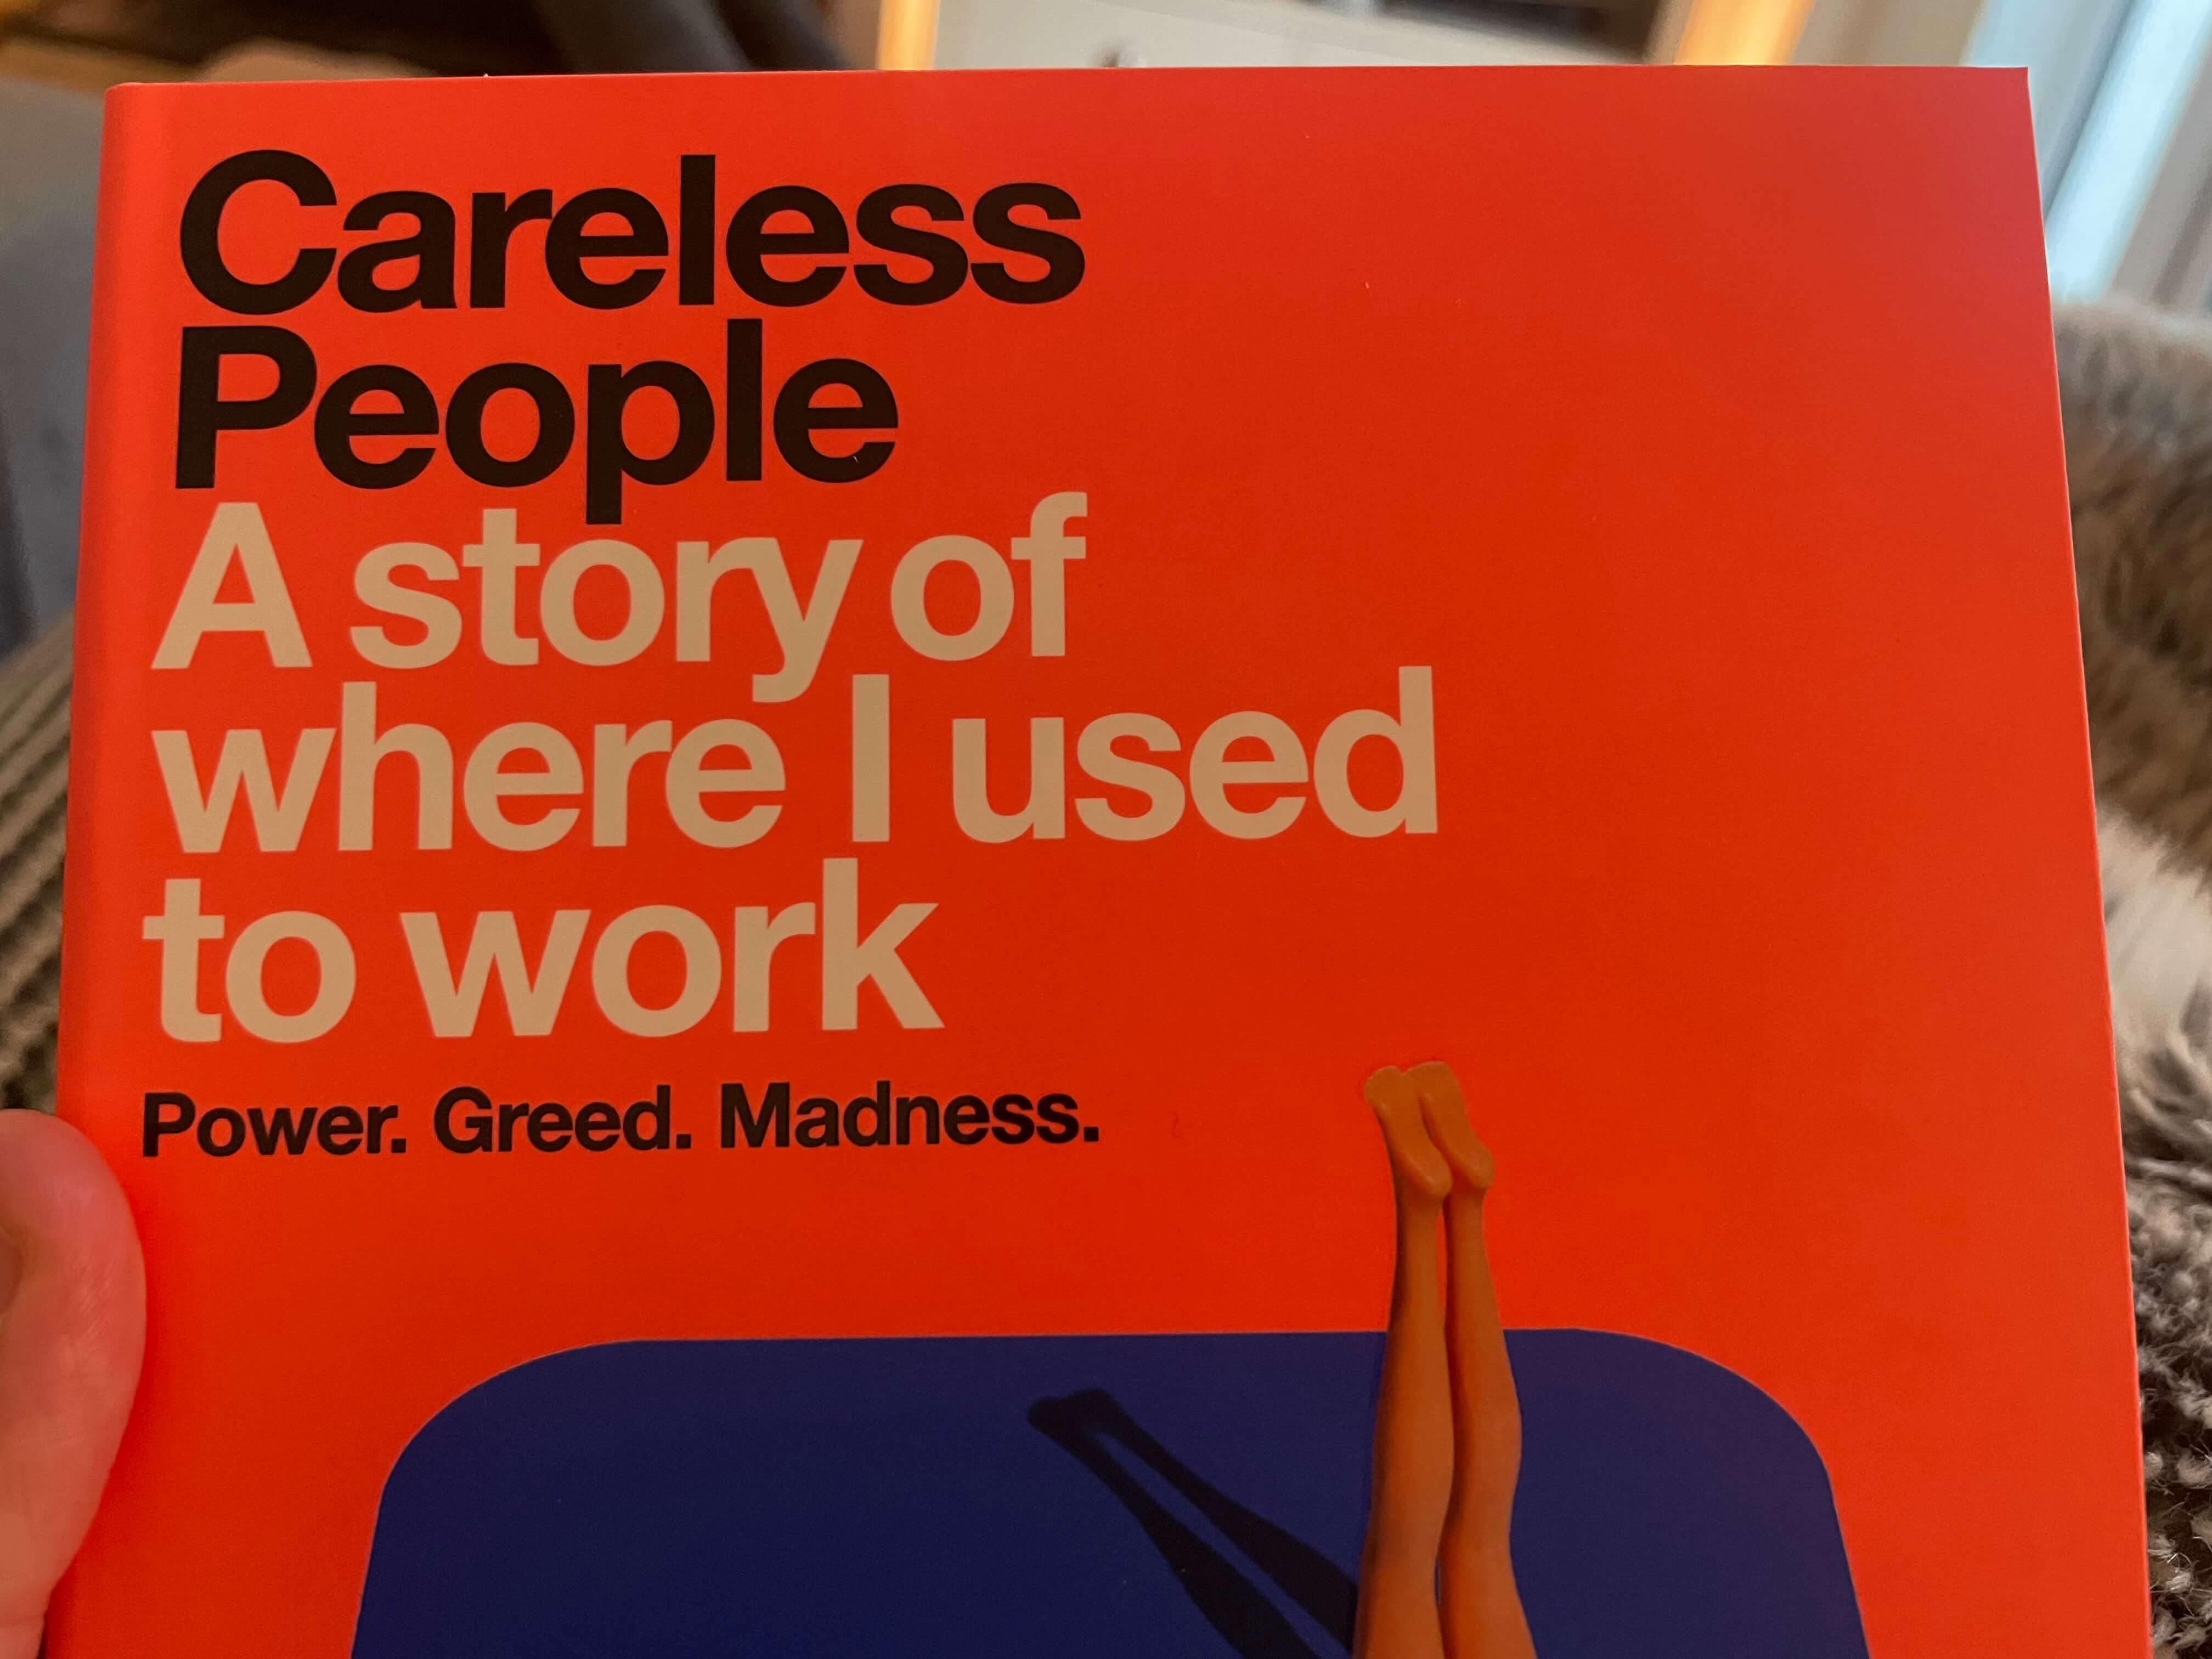 Careless
People
A story of
where I used
to work
Power. Greed. Madness.